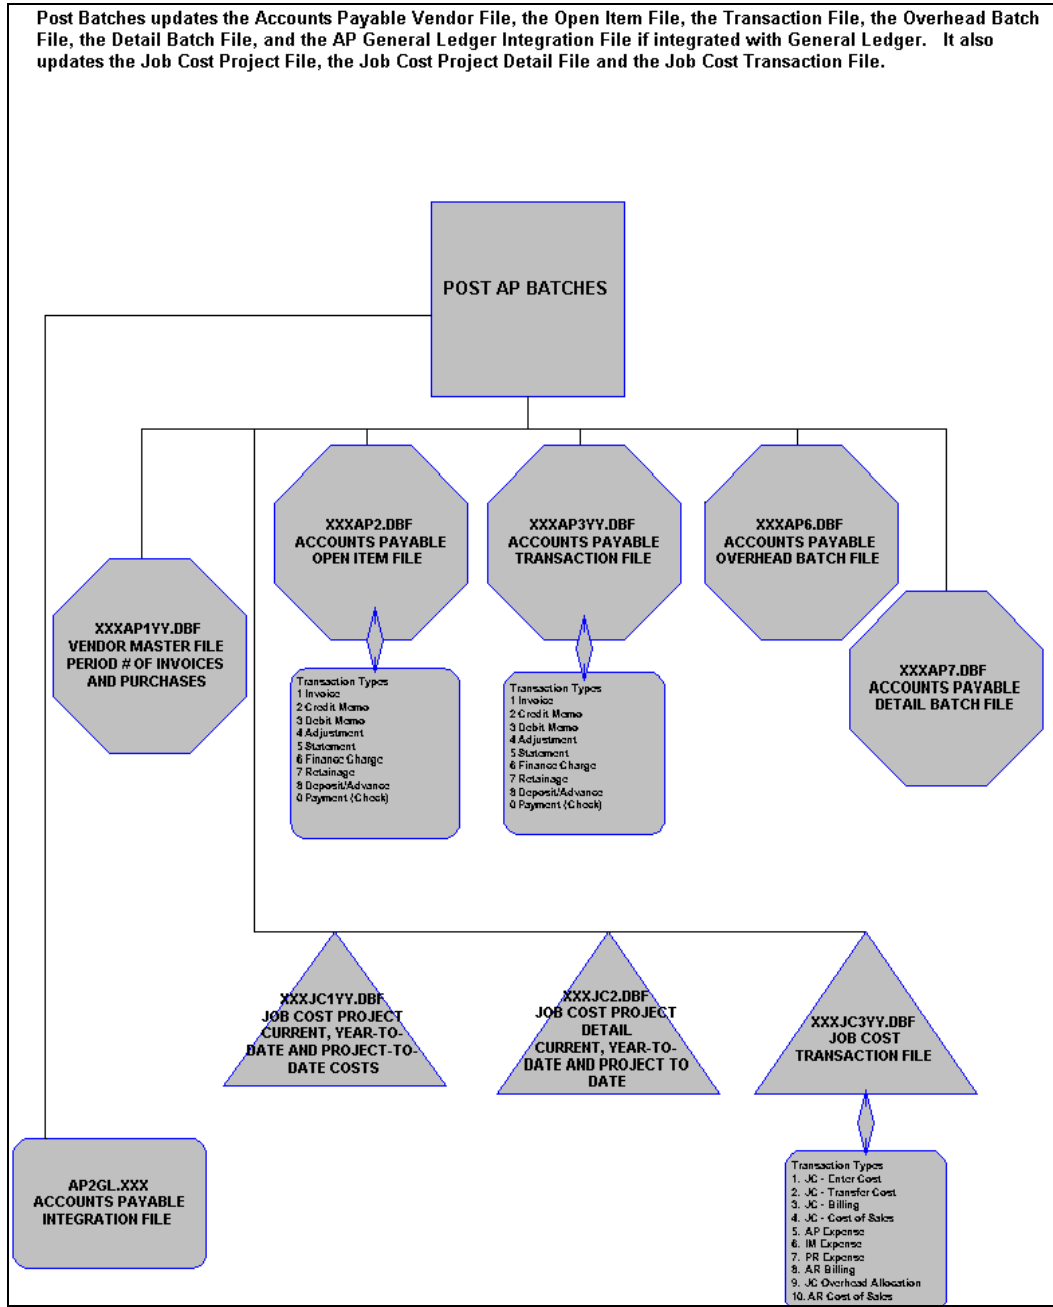 Post Batches updates the Accounts Payable Vendor File, the Open Item File, the Transaction File, the Overhead Batch
File, the Detail Batch File, and the AP General Ledger Integration File if integrated with General Ledger.   It also
updates the Job Cost Project File, the Job Cost Project Detail File and the Job Cost Transaction File.
POST AP BATCHES
XXXAP2.DBF
ACCOUNTS PAYABLE
OPEN ITEM FILE
XXXAP3YY.DBF
ACCOUNTS PAYABLE
TRANSACTION FILE
XXXAP6.DBF
ACCOUNTS PAYABLE
OVERHEAD BATCH FILE
XXXAP1YY.DBF
VENDOR MASTER FILE
PERIOD # OF INVOICES
AND PURCHASES
XXXAP7.DBF
ACCOUNTS PAYABLE
DETAIL BATCH FILE
Transaction Types
1 Invoice
2 Credit Memo
3 Debit Memo
4 Adjustment
5 Statement
6 Finance Charge
7 Retainage
8 Deposit/Advance
0 Payment (Check)
Transaction Types
1 Invoice
2 Credit Memo
3 Debit Memo
4 Adjustment
5 Statement
6 Finance Charge
7 Retainage
8 Deposit/Advance
0 Payment (Check)
XXXJC1YY.DBF
JOB COST PROJECT
CURRENT, YEAR-TO-
DATE AND PROJECT-TO-
DATE COSTS
XXXJC2.DBF
JOB COST PROJECT
DETAIL
CURRENT, YEAR-TO-
DATE AND PROJECT TO
DATE
XXXJC3YY.DBF
JOB COST
TRANSACTION FILE
AP2GL.XXX
ACCOUNTS PAYABLE
INTEGRATION FILE
Transaction Types
1. JC - Enter Cost
2. JC - Transfer Cost
3. JC - Billing
4. JC - Cost of Sales
5. AP Expense
6. IM Expense
7. PR Expense
8. AR Billing
9. JC Overhead Allocation
10. AR Cost of Sales